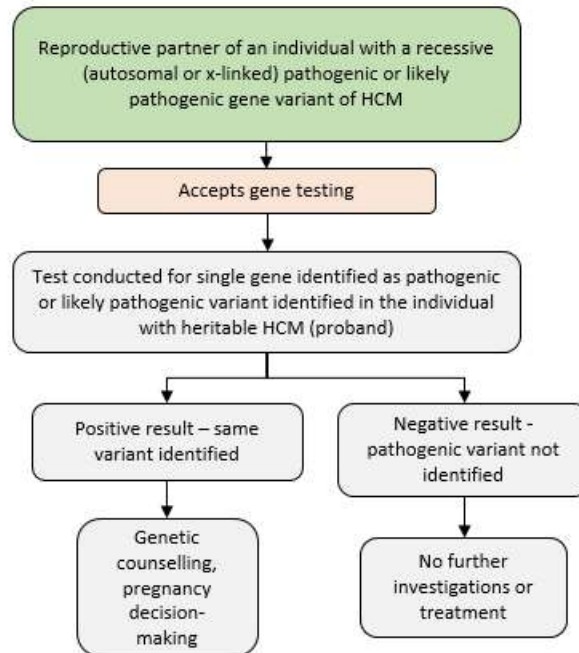 Reproductive partner of an individual with a recessive
(autosomal or x-linked) pathogenic or likely
pathogenic gene variant of HCM
Accepts gene testing
Test conducted for single gene identified as pathogenic
or likely pathogenic variant identified in the individual
with heritable HCM (proband)
Positive result – same
variant identified
Negative result -
pathogenic variant not
identified
Genetic
counselling,
pregnancy
decision-
making
No further
investigations or
treatment